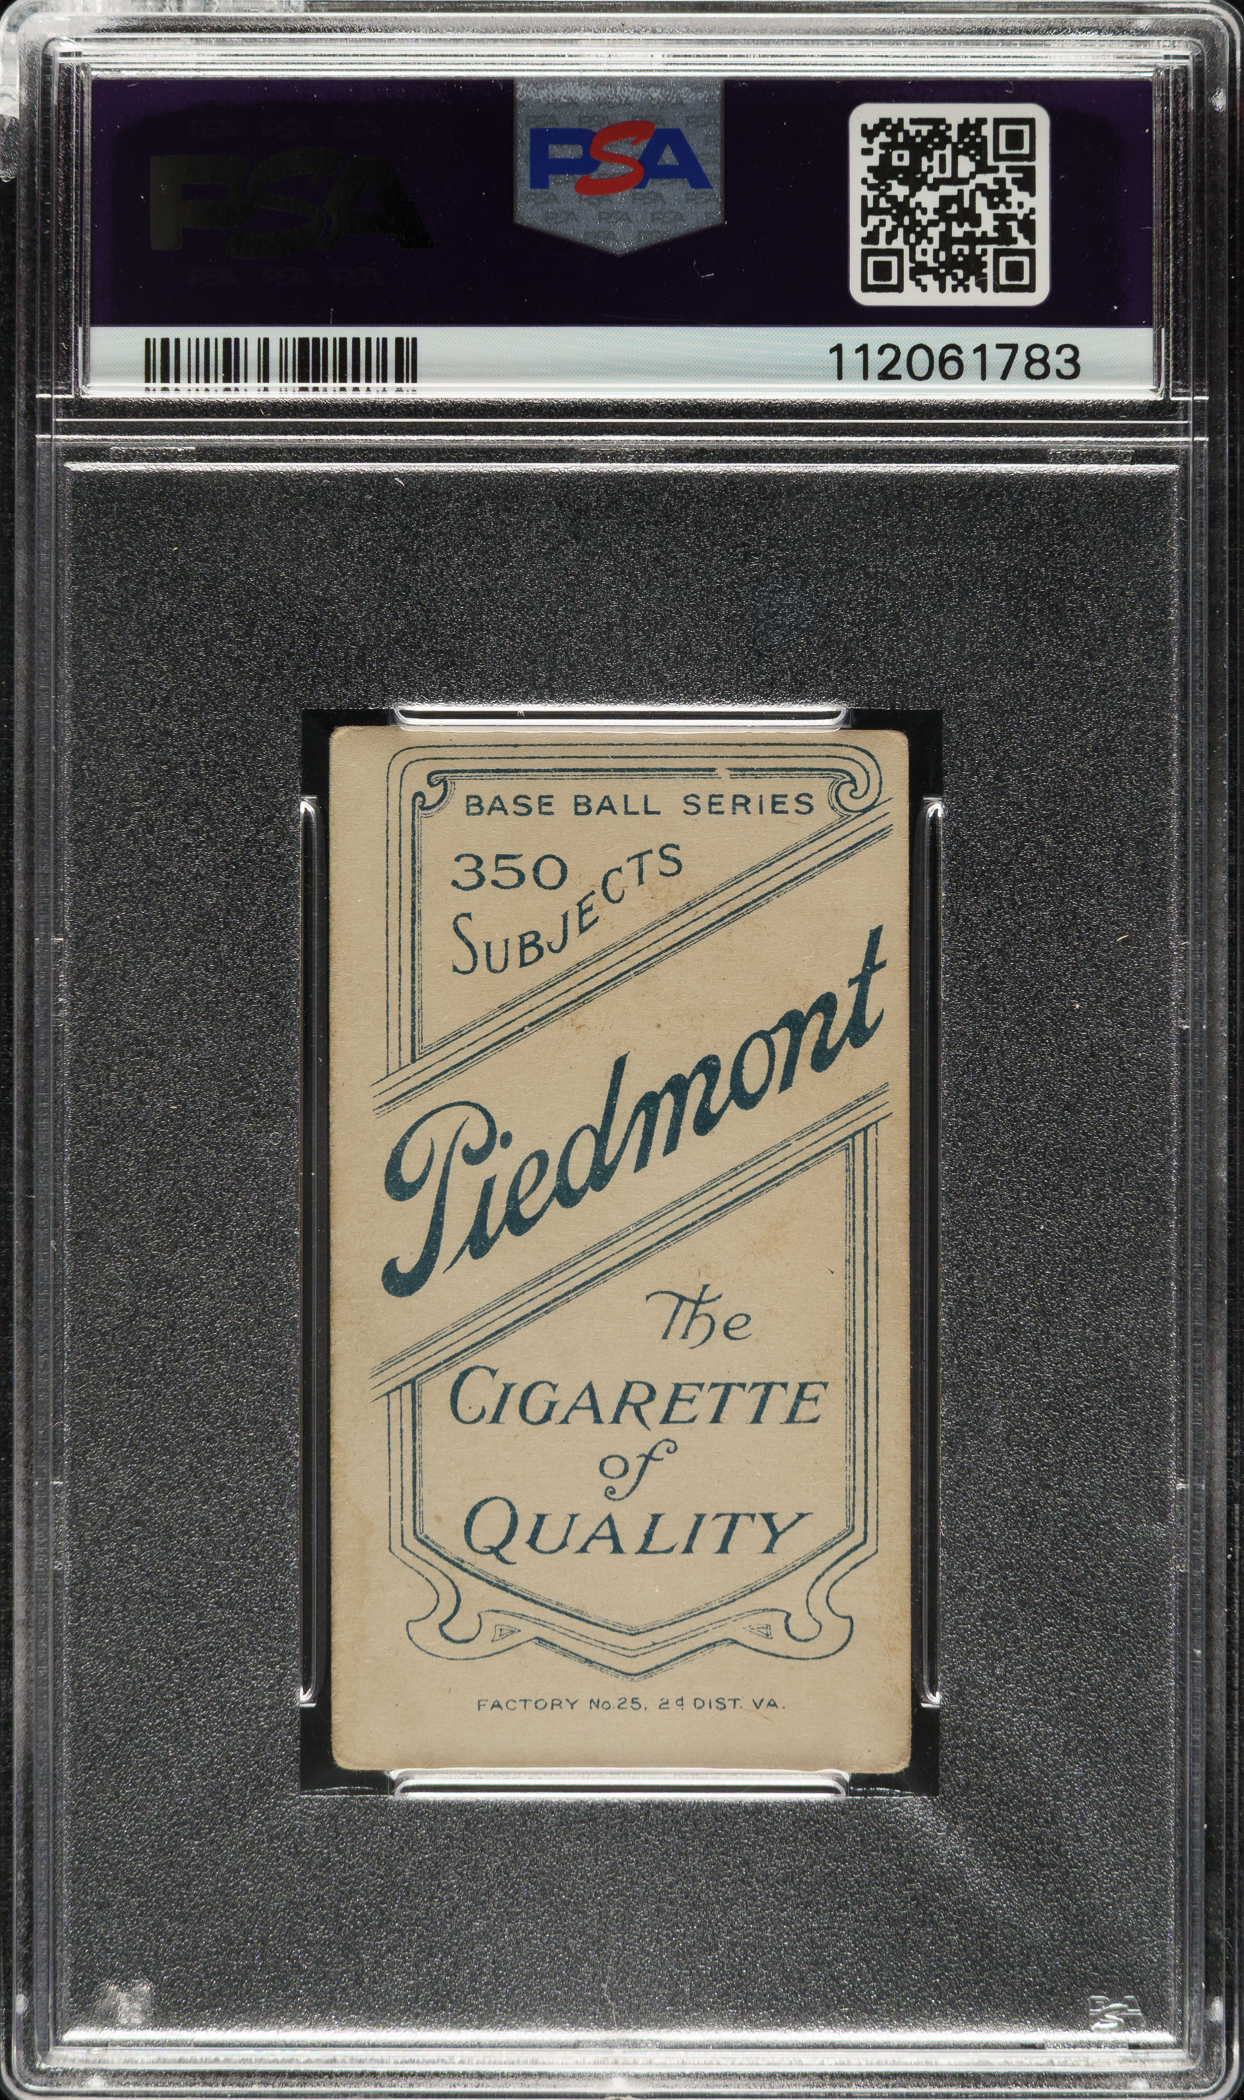 PSA
PSA
112061783
BASE BALL SERIES
350
SUBJECTS
Piedmont
The
CIGARETTE
of
QUALITY
FACTORY No. 25, 2d DIST. VA.
PSA